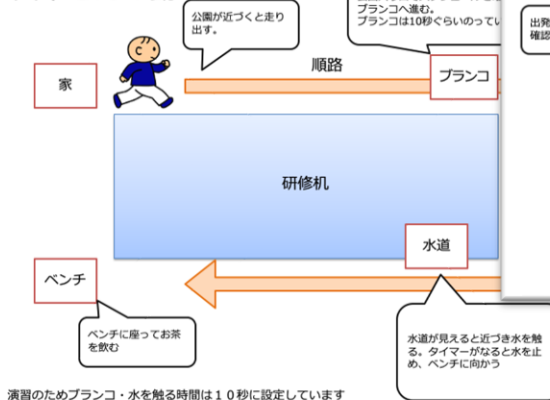 公園が近づくと走り
出す。
ブランコへ進む。
ブランコは10秒ぐらいのってい
出発
確認
家
順路
ブランコ
研修机
水道
ベンチ
ベンチに座ってお茶
を飲む
水道が見えると近づき水を触
る。タイマーがなると水を止
め、ベンチに向かう
演習のためブランコ・水を触る時間は１０秒に設定しています